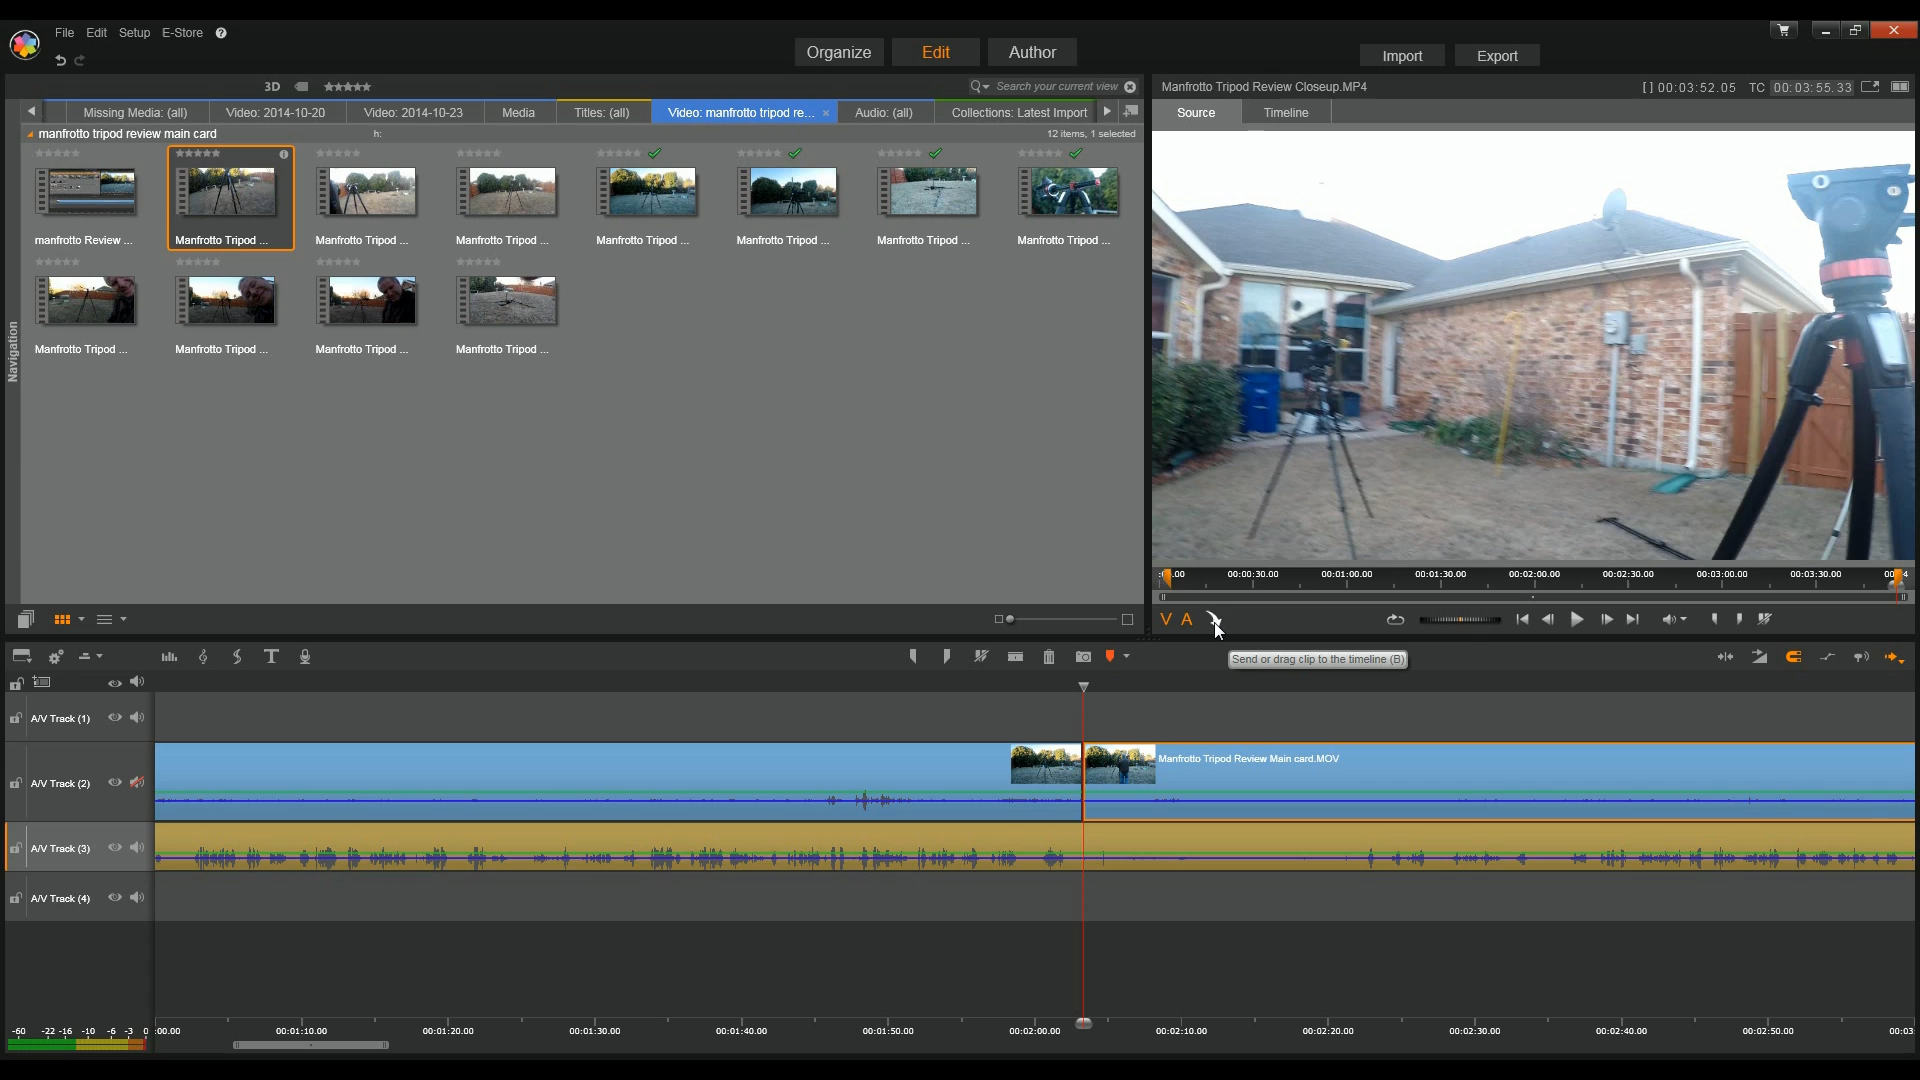 File Edit Setup E-Store ?
Organize Edit Author
Import Export
3D
Search your current view
Manfrotto Tripod Review Closeup.MP4
[ ] 00:03:52.05 TC 00:03:55.33
Missing Media: (all) Video: 2014-10-20 Video: 2014-10-23 Media Titles: (all) Video: manfrotto tripod re... × Audio: (all) Collections: Latest Import
Source Timeline
manfrotto tripod review main card
h:
12 items, 1 selected
manfrotto Review ... Manfrotto Tripod ... Manfrotto Tripod ... Manfrotto Tripod ... Manfrotto Tripod ... Manfrotto Tripod ... Manfrotto Tripod ... Manfrotto Tripod ...
Manfrotto Tripod ... Manfrotto Tripod ... Manfrotto Tripod ... Manfrotto Tripod ...
Navigation
00:00:30.00 00:01:00.00 00:01:30.00 00:02:00.00 00:02:30.00 00:03:00.00 00:03:30.00
V A
Send or drag clip to the timeline (B)
A/V Track (1)
A/V Track (2)
Manfrotto Tripod Review Main card.MOV
A/V Track (3)
A/V Track (4)
-60 -22 -16 -10 -6 -3 0
:00.00 00:01:10.00 00:01:20.00 00:01:30.00 00:01:40.00 00:01:50.00 00:02:00.00 00:02:10.00 00:02:20.00 00:02:30.00 00:02:40.00 00:02:50.00 00:03: